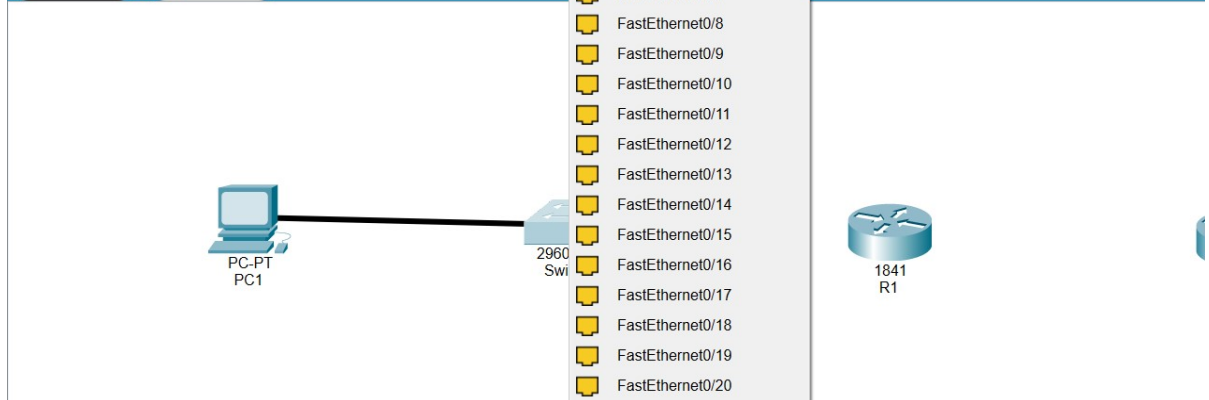 FastEthernet0/8
FastEthernet0/9
FastEthernet0/10
FastEthernet0/11
FastEthernet0/12
FastEthernet0/13
FastEthernet0/14
FastEthernet0/15
FastEthernet0/16
FastEthernet0/17
FastEthernet0/18
FastEthernet0/19
FastEthernet0/20
PC-PT
PC1
2960
Swi
1841
R1